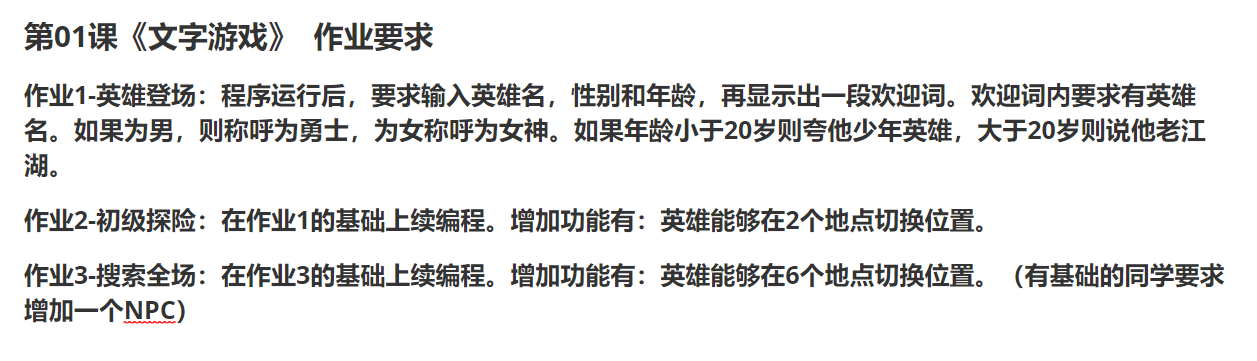 第01课《文字游戏》 作业要求
作业1-英雄登场：程序运行后，要求输入英雄名，性别和年龄，再显示出一段欢迎词。欢迎词内要求有英雄
名。如果为男，则称呼为勇士，为女称呼为女神。如果年龄小于20岁则夸他少年英雄，大于20岁则说他老江
湖。
作业2-初级探险：在作业1的基础上续编程。增加功能有：英雄能够在2个地点切换位置。
作业3-搜索全场：在作业3的基础上续编程。增加功能有：英雄能够在6个地点切换位置。（有基础的同学要求
增加一个NPC）